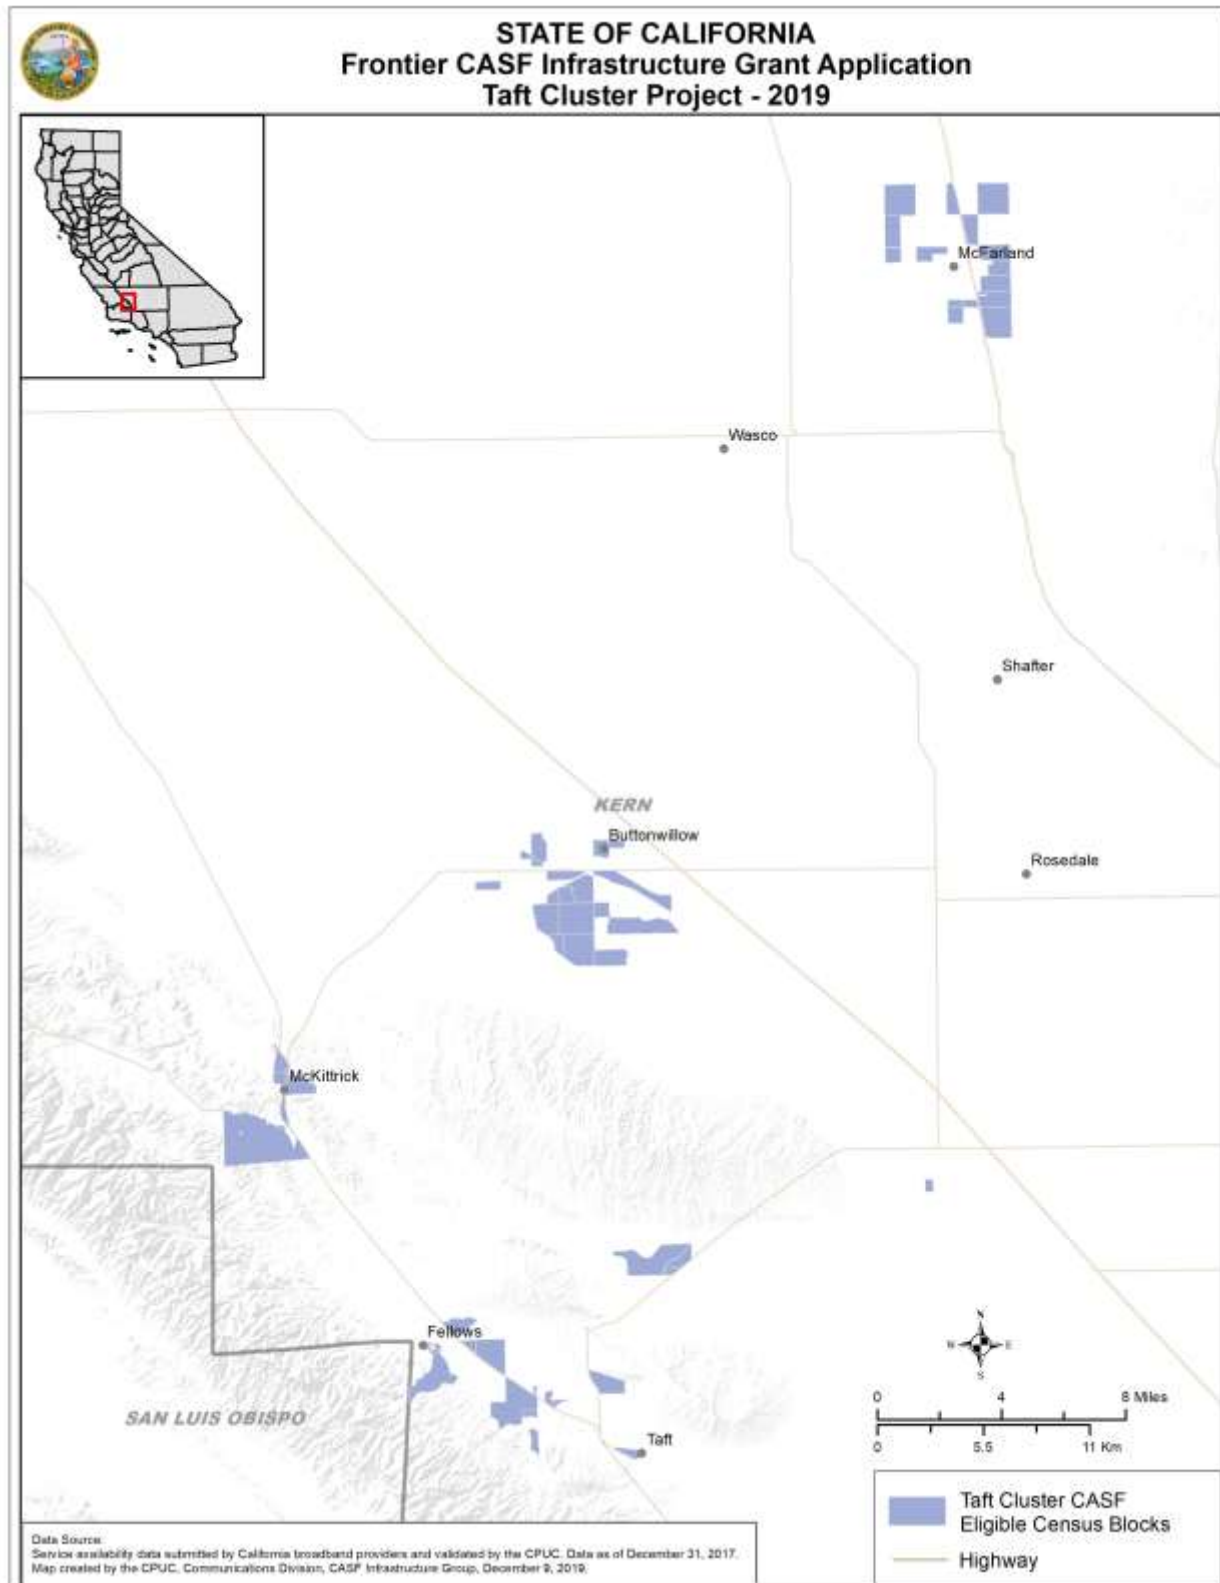 STATE OF CALIFORNIA
Frontier CASF Infrastructure Grant Application
Taft Cluster Project - 2019
McFarland
Wasco
Shafter
KERN
Buttonwillow
Rosedale
McKittrick
Fellows
SAN LUIS OBISPO
Taft
N
W E
S
0 4 8 Miles
0 5.5 11 Km
Taft Cluster CASF
Eligible Census Blocks
Highway
Data Source:
Service availability data submitted by California broadband providers and validated by the CPUC. Data as of December 31, 2017.
Map created by the CPUC, Communications Division, CASF Infrastructure Group, December 9, 2019.